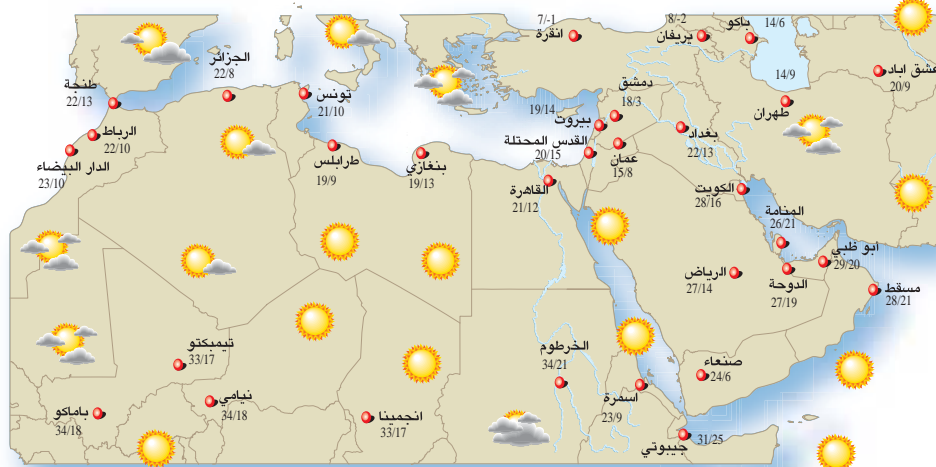 7/-1
انقرة
8/-2
يريفان
باكو
14/6
عشق اباد
20/9
الجزائر
22/8
طنجة
22/13
تونس
21/10
19/14
دمشق
18/3
14/9
طهران
بيروت
الرباط
22/10
بغداد
22/13
القدس المحتلة
20/15
عمان
15/8
الدار البيضاء
23/10
طرابلس
19/9
بنغازي
19/13
القاهرة
21/12
الكويت
28/16
المنامة
26/21
أبو ظبي
29/20
الرياض
27/14
الدوحة
27/19
مسقط
28/21
تيمبكتو
33/17
الخرطوم
34/21
صنعاء
24/6
نيامي
34/18
اسمرة
23/9
باماكو
34/18
انجمينا
33/17
31/25
جيبوتي